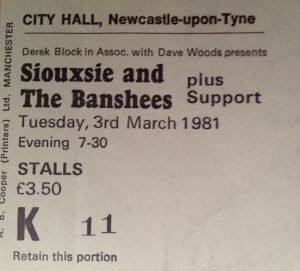 CITY HALL, Newcastle-upon-Tyne
Derek Block in Assoc. with Dave Woods presents
Siouxsie and plus
The Banshees Support
Tuesday, 3rd March 1981
Evening 7-30
STALLS
£3.50
K 11
Retain this portion
A. B. Cooper (Printers) Ltd. MANCHESTER